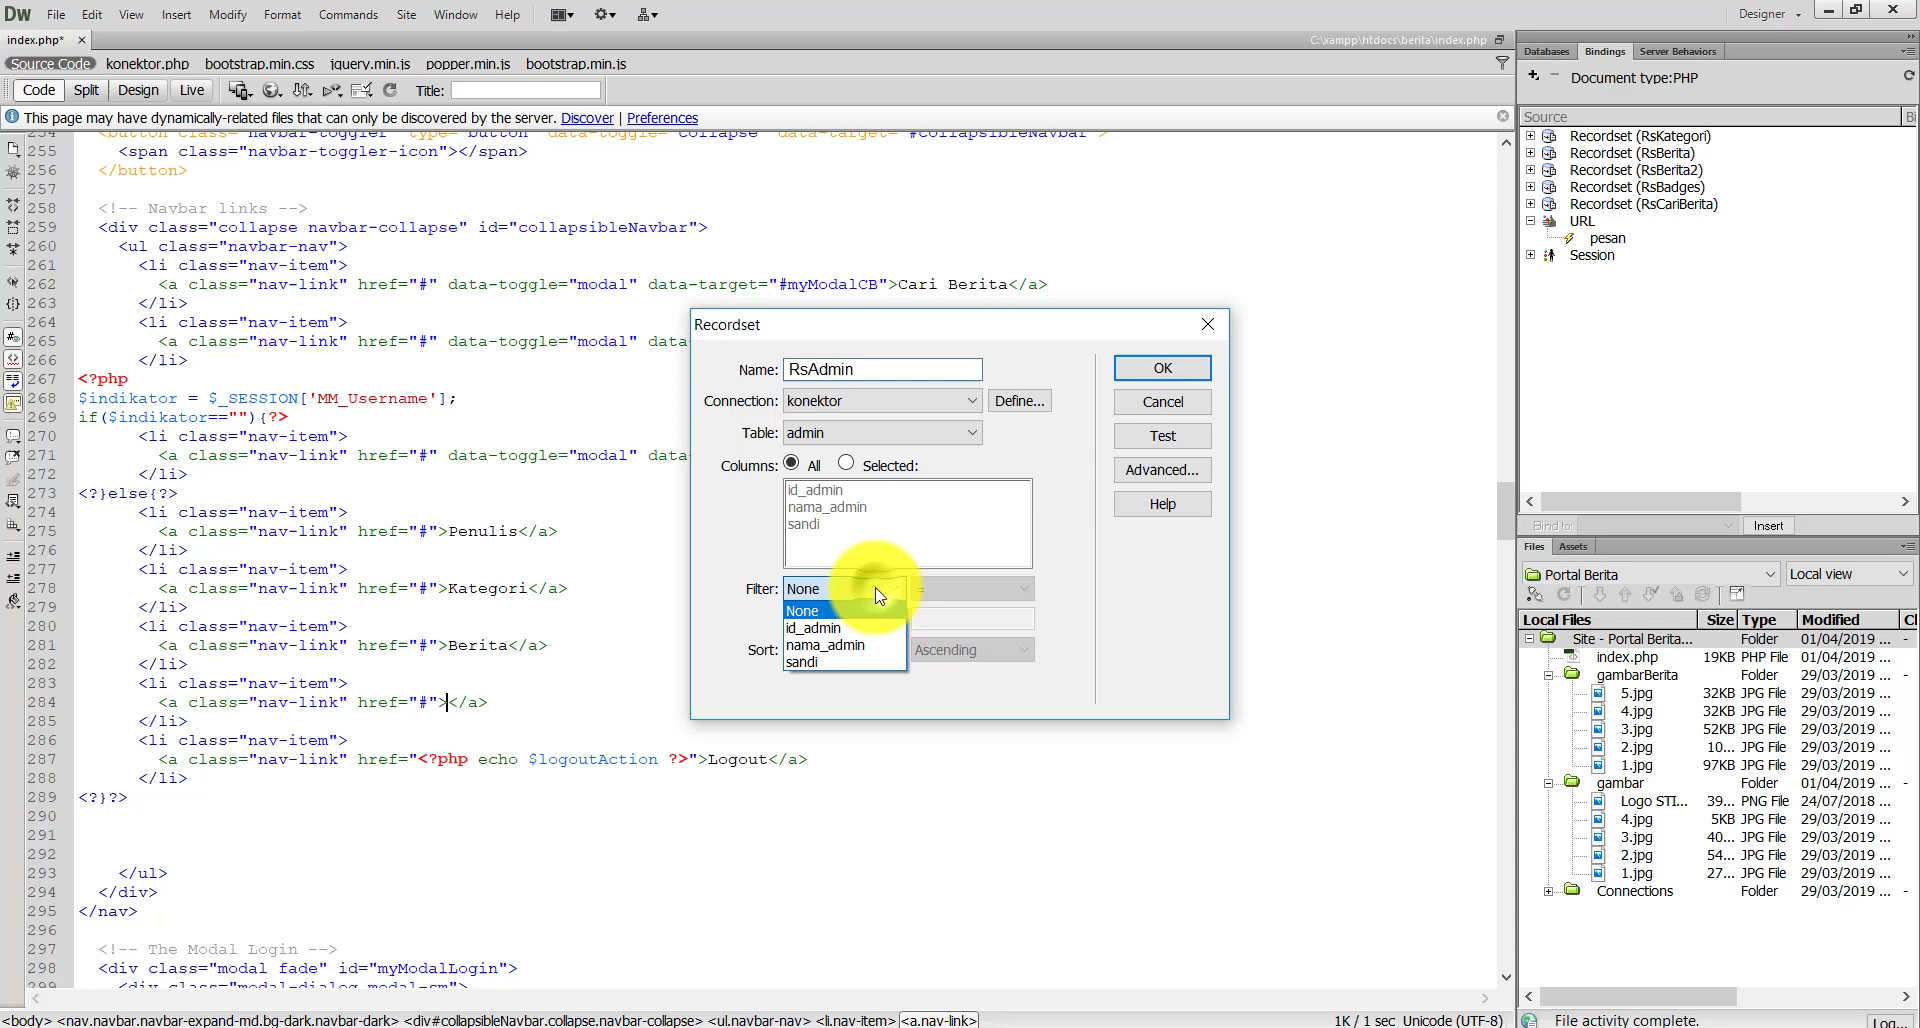 Dw File Edit View Insert Modify Format Commands Site Window Help Designer
index.php* × C:\xampp\htdocs\berita\index.php
Source Code konektor.php bootstrap.min.css jquery.min.js popper.min.js bootstrap.min.js
Code Split Design Live Title:
This page may have dynamically-related files that can only be discovered by the server. Discover | Preferences
254 <button class="navbar-toggler" type="button" data-toggle="collapse" data-target="#collapsibleNavbar">
255 <span class="navbar-toggler-icon"></span>
256 </button>
257
258 <!-- Navbar links -->
259 <div class="collapse navbar-collapse" id="collapsibleNavbar">
260 <ul class="navbar-nav">
261 <li class="nav-item">
262 <a class="nav-link" href="#" data-toggle="modal" data-target="#myModalCB">Cari Berita</a>
263 </li>
264 <li class="nav-item">
265 <a class="nav-link" href="#" data-toggle="modal" data
266 </li>
267 <?php
268 $indikator = $_SESSION['MM_Username'];
269 if($indikator==""){?>
270 <li class="nav-item">
271 <a class="nav-link" href="#" data-toggle="modal" data
272 </li>
273 <?}else{?>
274 <li class="nav-item">
275 <a class="nav-link" href="#">Penulis</a>
276 </li>
277 <li class="nav-item">
278 <a class="nav-link" href="#">Kategori</a>
279 </li>
280 <li class="nav-item">
281 <a class="nav-link" href="#">Berita</a>
282 </li>
283 <li class="nav-item">
284 <a class="nav-link" href="#"></a>
285 </li>
286 <li class="nav-item">
287 <a class="nav-link" href="<?php echo $logoutAction ?>">Logout</a>
288 </li>
289 <?}?>
290
291
292
293 </ul>
294 </div>
295 </nav>
296
297 <!-- The Modal Login -->
298 <div class="modal fade" id="myModalLogin">
299 <div class="modal-dialog modal-sm">
<body> <nav.navbar.navbar-expand-md.bg-dark.navbar-dark> <div#collapsibleNavbar.collapse.navbar-collapse> <ul.navbar-nav> <li.nav-item> <a.nav-link> 1K / 1 sec Unicode (UTF-8)
Recordset
Name: RsAdmin OK
Connection: konektor Define... Cancel
Table: admin Test
Columns: All Selected: Advanced...
id_admin
nama_admin Help
sandi
Filter: None =
None
id_admin
nama_admin
Sort: Ascending
sandi
Databases Bindings Server Behaviors
Document type:PHP
Source Bi
Recordset (RsKategori)
Recordset (RsBerita)
Recordset (RsBerita2)
Recordset (RsBadges)
Recordset (RsCariBerita)
URL
pesan
Session
Bind to: Insert
Files Assets
Portal Berita Local view
Local Files Size Type Modified Cl
Site - Portal Berita... Folder 01/04/2019 ...
index.php 19KB PHP File 01/04/2019 ...
gambarBerita Folder 29/03/2019 ... -
5.jpg 32KB JPG File 29/03/2019 ...
4.jpg 32KB JPG File 29/03/2019 ...
3.jpg 52KB JPG File 29/03/2019 ...
2.jpg 10... JPG File 29/03/2019 ...
1.jpg 97KB JPG File 29/03/2019 ...
gambar Folder 01/04/2019 ... -
Logo STI... 39... PNG File 24/07/2018 ...
4.jpg 5KB JPG File 29/03/2019 ...
3.jpg 40... JPG File 29/03/2019 ...
2.jpg 54... JPG File 29/03/2019 ...
1.jpg 27... JPG File 29/03/2019 ...
Connections Folder 29/03/2019 ... -
File activity complete. Log...